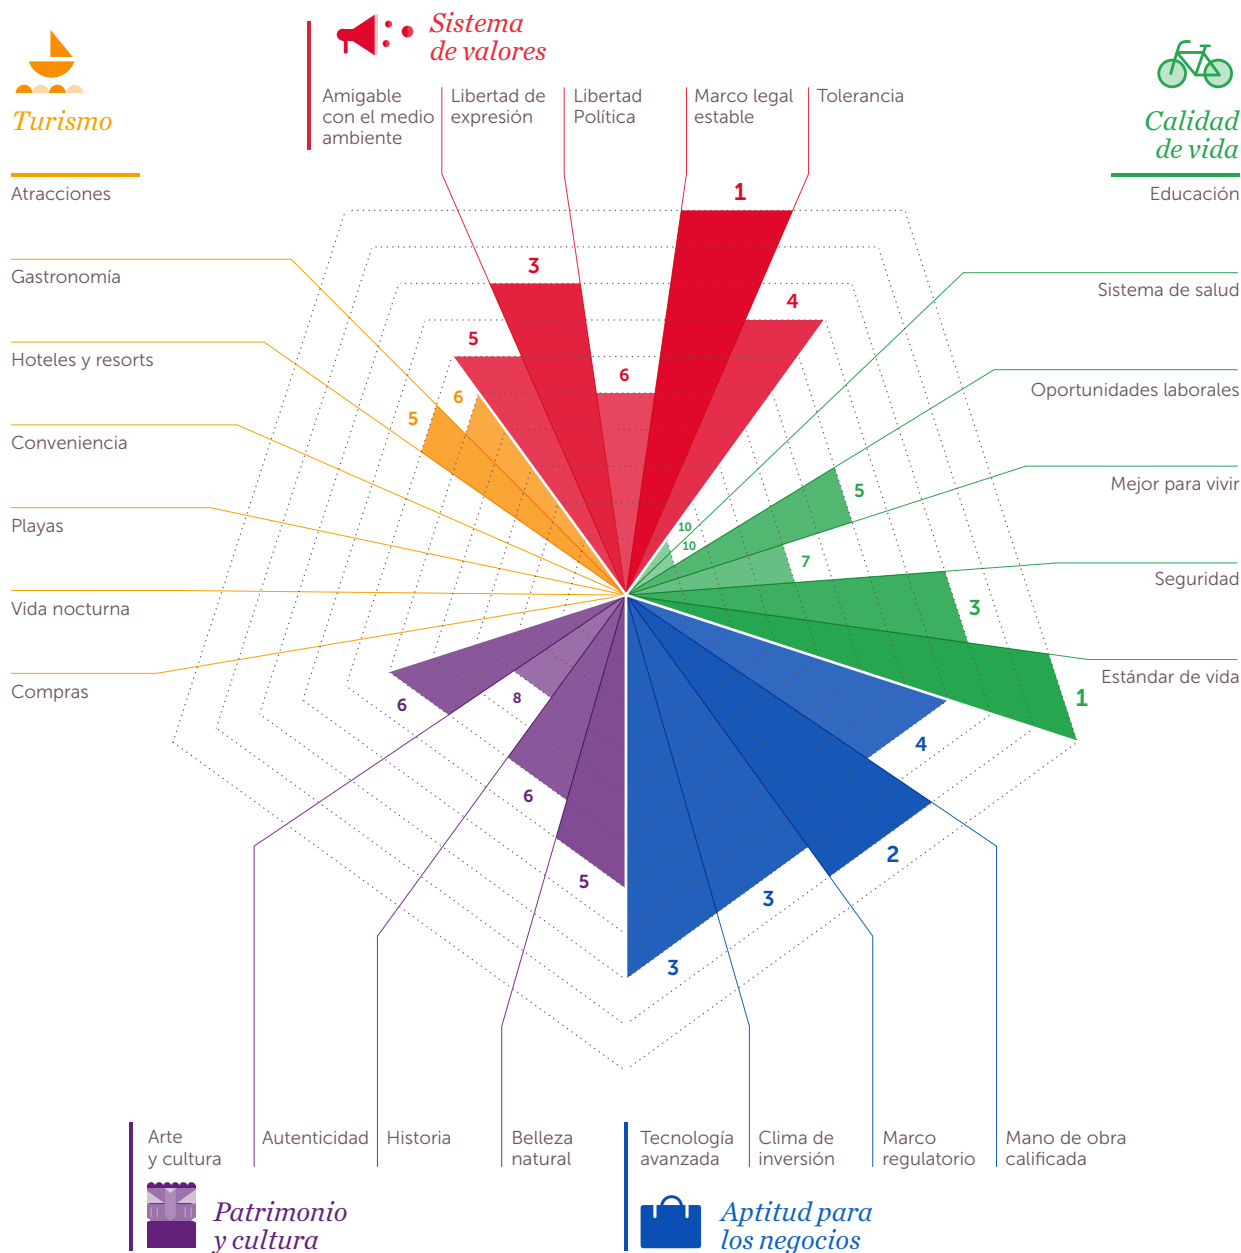 Sistema
de valores
Amigable
con el medio
ambiente
Libertad de
expresión
Libertad
Política
Marco legal
estable
Tolerancia
Turismo
Atracciones
Gastronomía
Hoteles y resorts
Conveniencia
Playas
Vida nocturna
Compras
Calidad
de vida
Educación
Sistema de salud
Oportunidades laborales
Mejor para vivir
Seguridad
Estándar de vida
1
3
4
5
6
6
5
10
10
5
7
3
1
4
2
3
3
6
8
6
5
Arte
y cultura
Autenticidad
Historia
Belleza
natural
Patrimonio
y cultura
Tecnología
avanzada
Clima de
inversión
Marco
regulatorio
Mano de obra
calificada
Aptitud para
los negocios